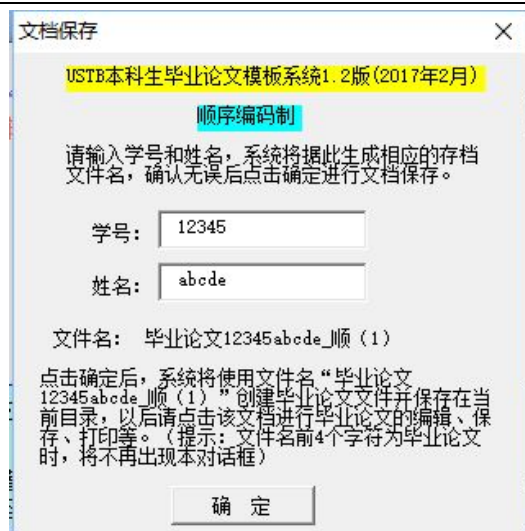 文档保存
USTB本科生毕业论文模板系统1.2版(2017年2月)
顺序编码制
请输入学号和姓名，系统将据此生成相应的存档
文件名，确认无误后点击确定进行文档保存。
学号： 12345
姓名： abcde
文件名： 毕业论文12345abcde_顺（1）
点击确定后，系统将使用文件名“毕业论文
12345abcde_顺（1）”创建毕业论文文件并保存在当
前目录，以后请点击该文档进行毕业论文的编辑、保
存、打印等。（提示：文件名前4个字符为毕业论文
时，将不再出现本对话框）
确 定